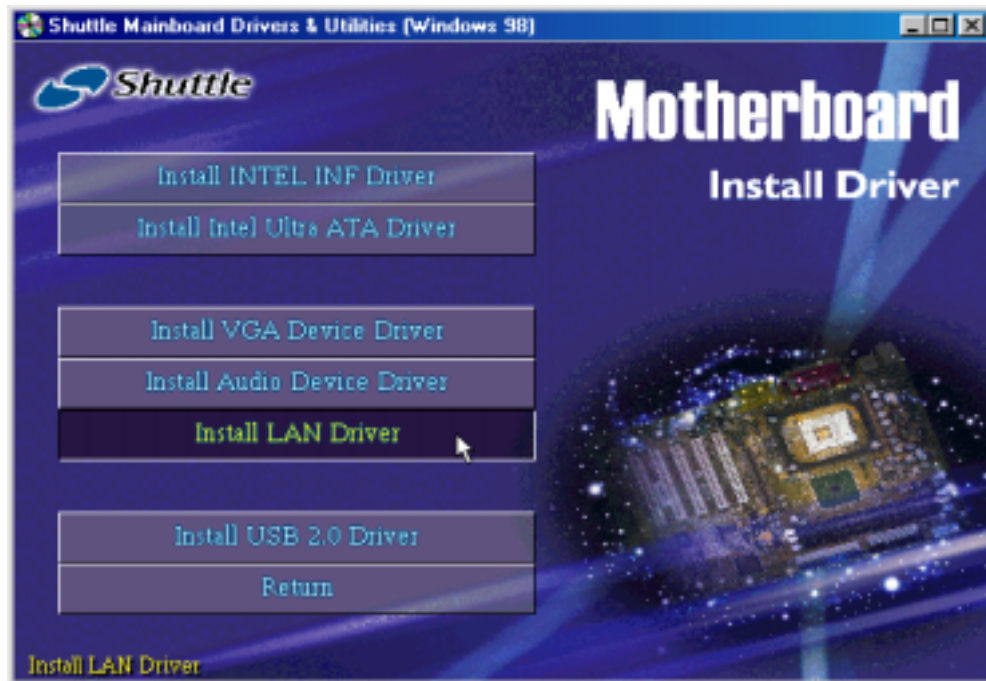 Shuttle Mainboard Drivers & Utilities (Windows 98)
Shuttle
Motherboard
Install Driver
Install INTEL INF Driver
Install Intel Ultra ATA Driver
Install VGA Device Driver
Install Audio Device Driver
Install LAN Driver
Install USB 2.0 Driver
Return
Install LAN Driver